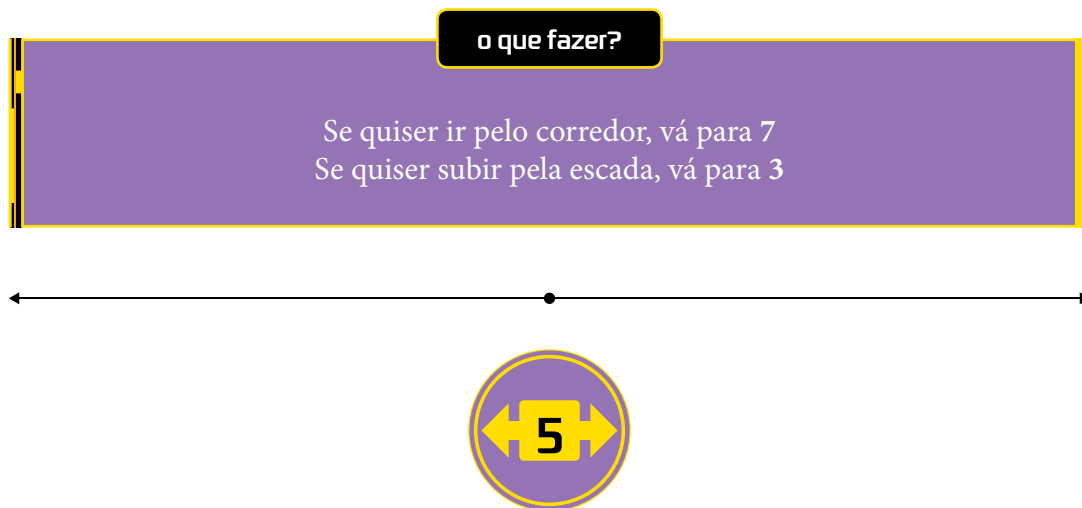 o que fazer?
Se quiser ir pelo corredor, vá para 7
Se quiser subir pela escada, vá para 3
5